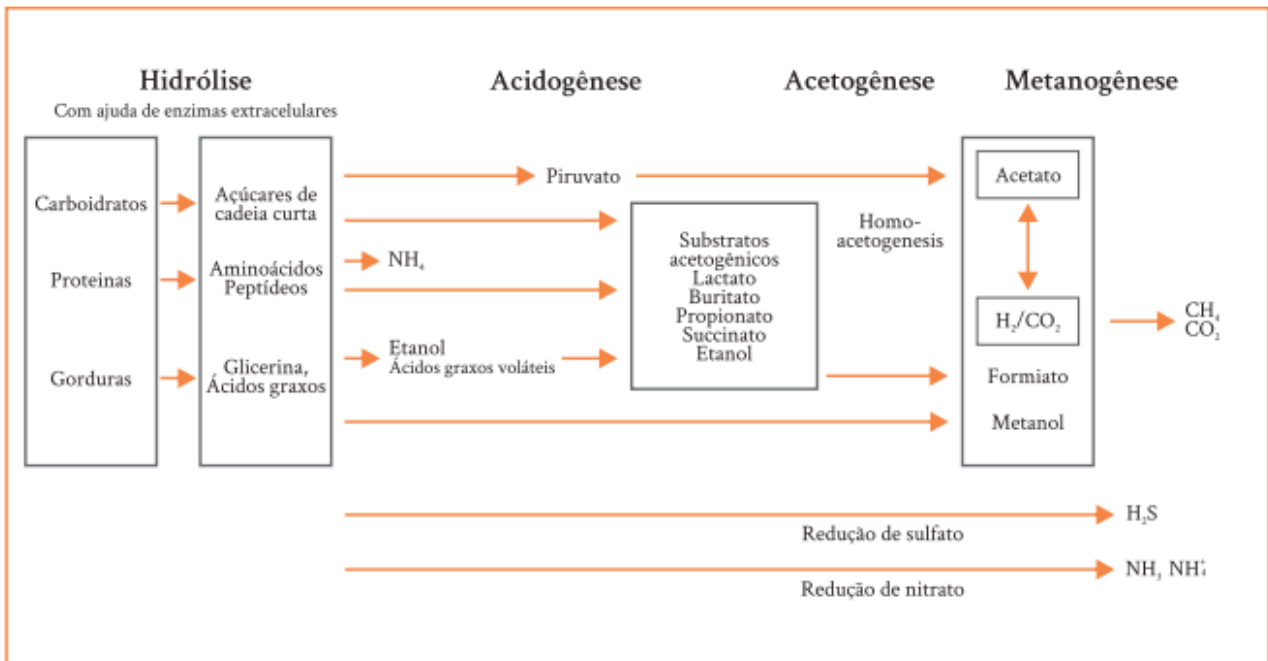 Hidrólise
Com ajuda de enzimas extracelulares
Acidogênese
Acetogênese
Metanogênese
Carboidratos
Proteinas
Gorduras
Açúcares de
cadeia curta
Aminoácidos
Peptídeos
Glicerina,
Ácidos graxos
Piruvato
NH₄
Etanol
Ácidos graxos voláteis
Substratos
acetogênicos
Lactato
Buritato
Propionato
Succinato
Etanol
Homo-
acetogenesis
Acetato
H₂/CO₂
Formiato
Metanol
CH₄
CO₂
Redução de sulfato
H₂S
Redução de nitrato
NH₃ NH₄⁺